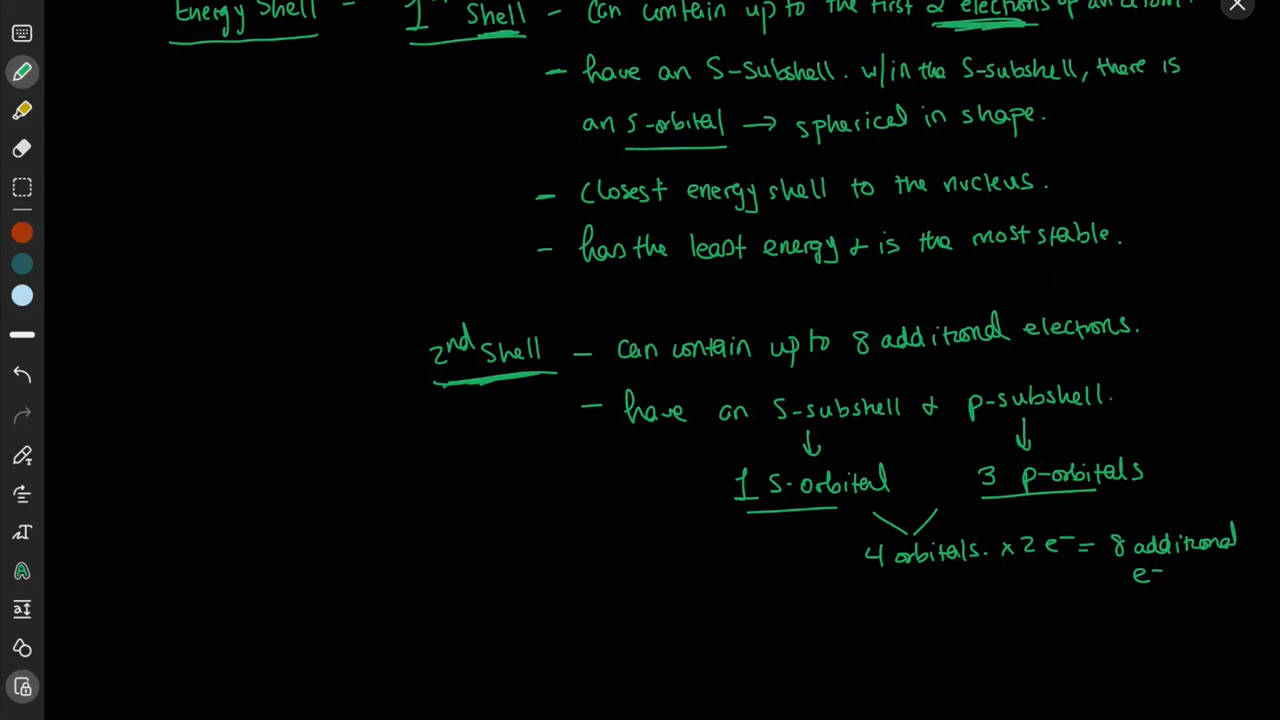 Energy Shell - 1st Shell - Can contain up to the first 2 electrons of an atom.
- have an S-Subshell. w/in the S-subshell, there is
an S-orbital → spherical in shape.
- Closest energy shell to the nucleus.
- has the least energy & is the most stable.
2nd Shell - Can contain up to 8 additional electrons.
- have an S-subshell & p-subshell.
↓ ↓
1 S-orbital 3 p-orbitals
4 orbitals. x 2 e⁻ = 8 additional
e⁻